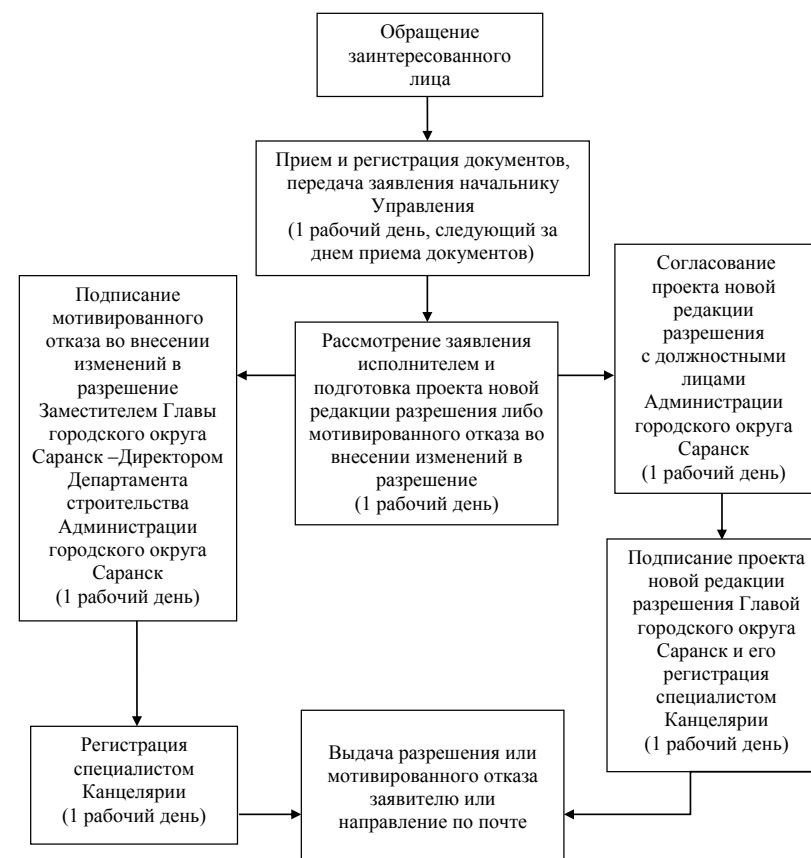 Обращение
заинтересованного
лица
Прием и регистрация документов,
передача заявления начальнику
Управления
(1 рабочий день, следующий за
днем приема документов)
Подписание
мотивированного
отказа во внесении
изменений в
разрешение
Заместителем Главы
городского округа
Саранск –Директором
Департамента
строительства
Администрации
городского округа
Саранск
(1 рабочий день)
Рассмотрение заявления
исполнителем и
подготовка проекта новой
редакции разрешения либо
мотивированного отказа во
внесении изменений в
разрешение
(1 рабочий день)
Согласование
проекта новой
редакции
разрешения
с должностными
лицами
Администрации
городского округа
Саранск
(1 рабочий день)
Подписание проекта
новой редакции
разрешения Главой
городского округа
Саранск и его
регистрация
специалистом
Канцелярии
(1 рабочий день)
Регистрация
специалистом
Канцелярии
(1 рабочий день)
Выдача разрешения или
мотивированного отказа
заявителю или
направление по почте